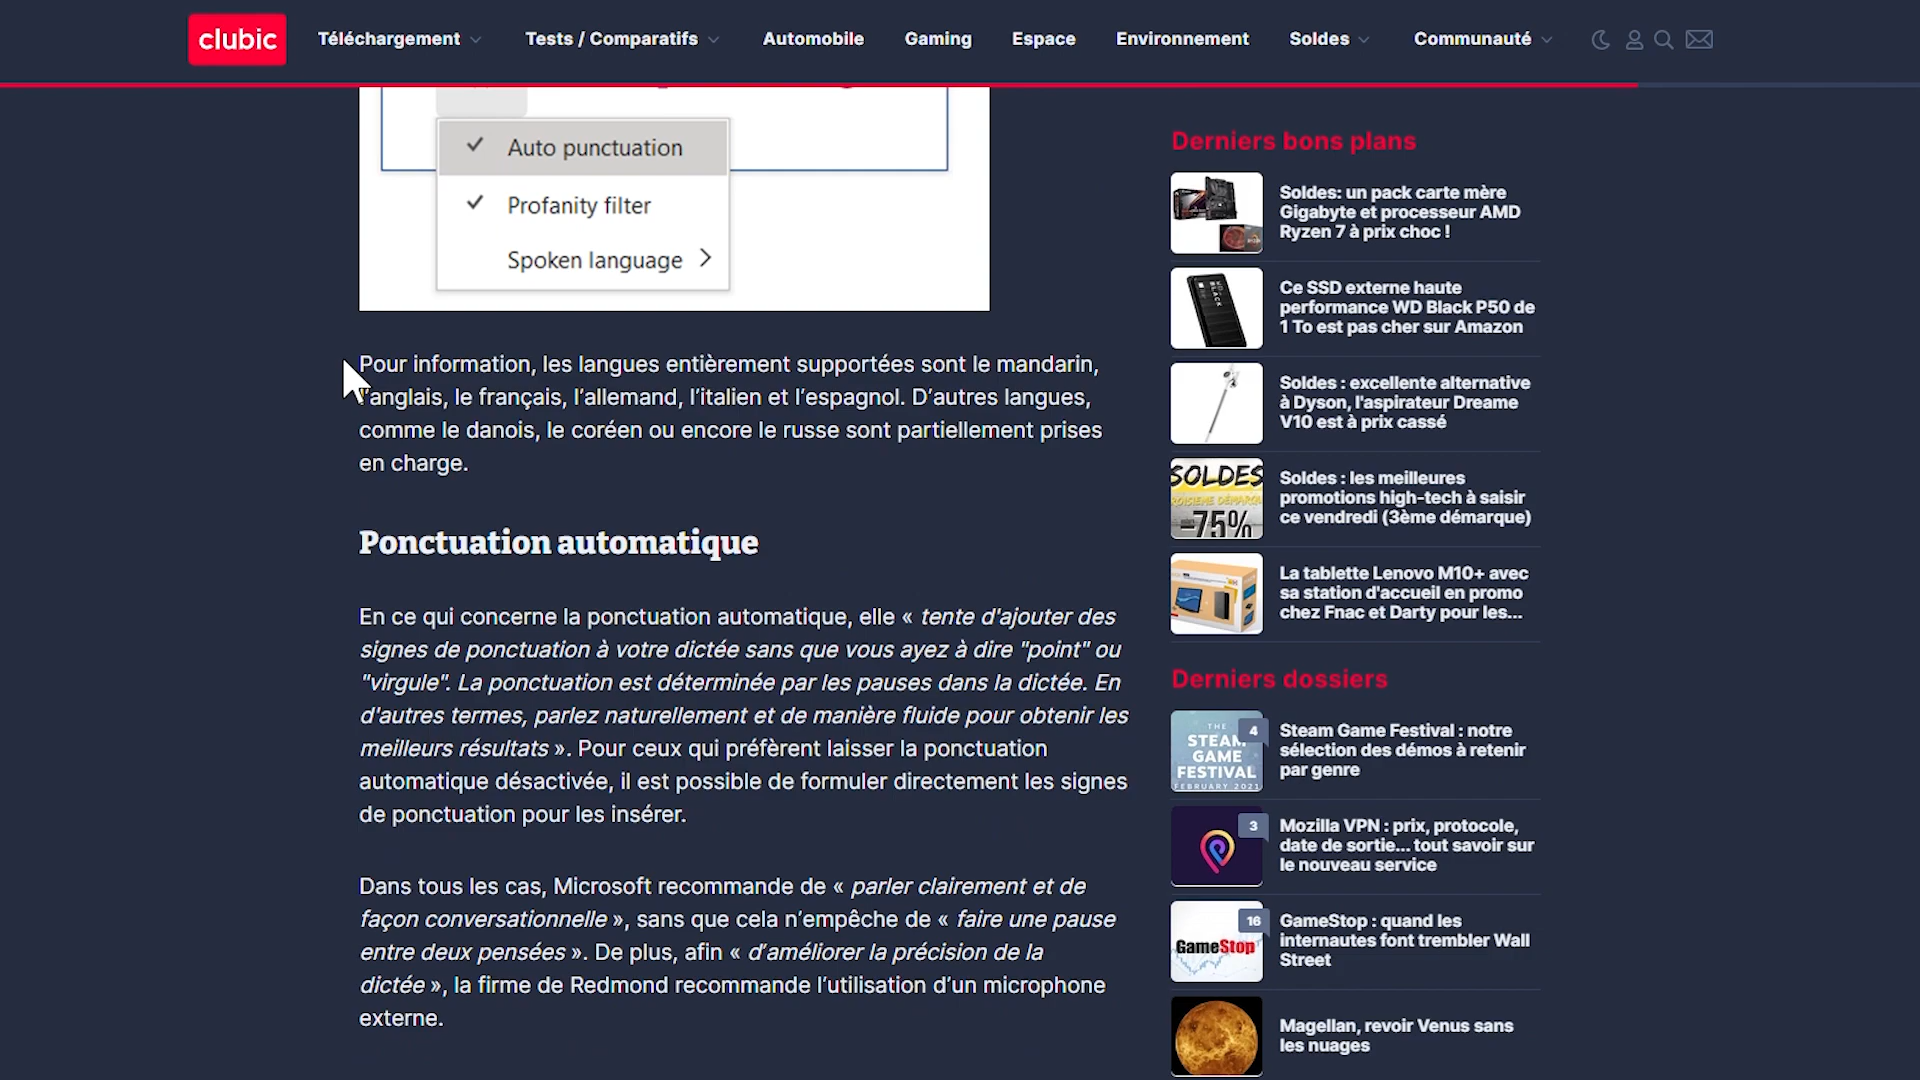 clubic
Téléchargement
Tests / Comparatifs
Automobile
Gaming
Espace
Environnement
Soldes
Communauté
Auto punctuation
Profanity filter
Spoken language
Pour information, les langues entièrement supportées sont le mandarin,
l’anglais, le français, l’allemand, l’italien et l’espagnol. D’autres langues,
comme le danois, le coréen ou encore le russe sont partiellement prises
en charge.
Ponctuation automatique
En ce qui concerne la ponctuation automatique, elle « tente d'ajouter des
signes de ponctuation à votre dictée sans que vous ayez à dire "point" ou
"virgule". La ponctuation est déterminée par les pauses dans la dictée. En
d'autres termes, parlez naturellement et de manière fluide pour obtenir les
meilleurs résultats ». Pour ceux qui préfèrent laisser la ponctuation
automatique désactivée, il est possible de formuler directement les signes
de ponctuation pour les insérer.
Dans tous les cas, Microsoft recommande de « parler clairement et de
façon conversationnelle », sans que cela n’empêche de « faire une pause
entre deux pensées ». De plus, afin « d’améliorer la précision de la
dictée », la firme de Redmond recommande l’utilisation d’un microphone
externe.
Derniers bons plans
Soldes: un pack carte mère
Gigabyte et processeur AMD
Ryzen 7 à prix choc !
Ce SSD externe haute
performance WD Black P50 de
1 To est pas cher sur Amazon
Soldes : excellente alternative
à Dyson, l'aspirateur Dreame
V10 est à prix cassé
SOLDES
-75%
Soldes : les meilleures
promotions high-tech à saisir
ce vendredi (3ème démarque)
La tablette Lenovo M10+ avec
sa station d'accueil en promo
chez Fnac et Darty pour les...
Derniers dossiers
THE
STEAM
GAME
FESTIVAL
FEBRUARY 2021
4
Steam Game Festival : notre
sélection des démos à retenir
par genre
3
Mozilla VPN : prix, protocole,
date de sortie... tout savoir sur
le nouveau service
16
GameStop
GameStop : quand les
internautes font trembler Wall
Street
Magellan, revoir Venus sans
les nuages